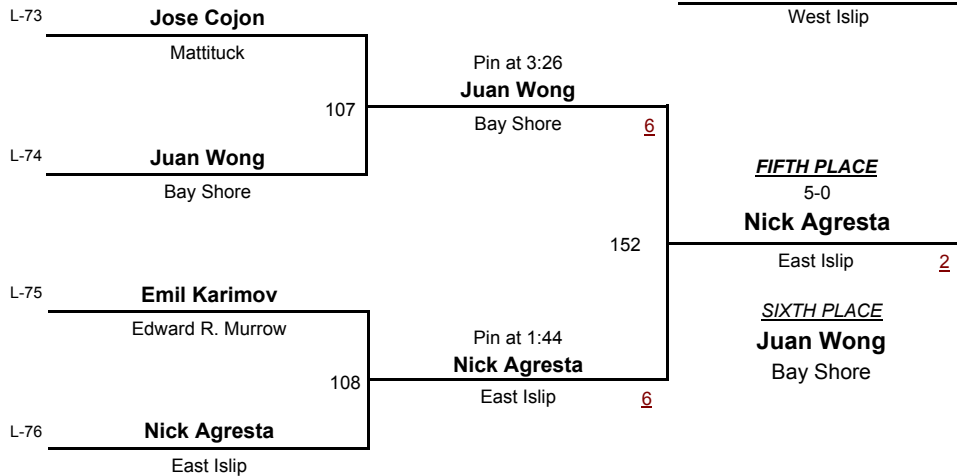 West Islip
L-73
Jose Cojon
Mattituck
107
Pin at 3:26
Juan Wong
Bay Shore
6
L-74
Juan Wong
Bay Shore
152
FIFTH PLACE
5-0
Nick Agresta
East Islip
2
L-75
Emil Karimov
Edward R. Murrow
108
Pin at 1:44
Nick Agresta
East Islip
6
L-76
Nick Agresta
East Islip
SIXTH PLACE
Juan Wong
Bay Shore